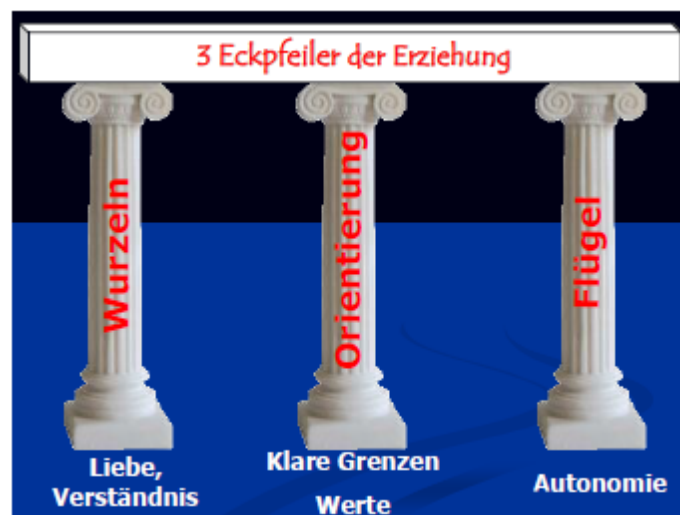 3 Eckpfeiler der Erziehung
Wurzeln
Orientierung
Flügel
Liebe,
Verständnis
Klare Grenzen
Werte
Autonomie